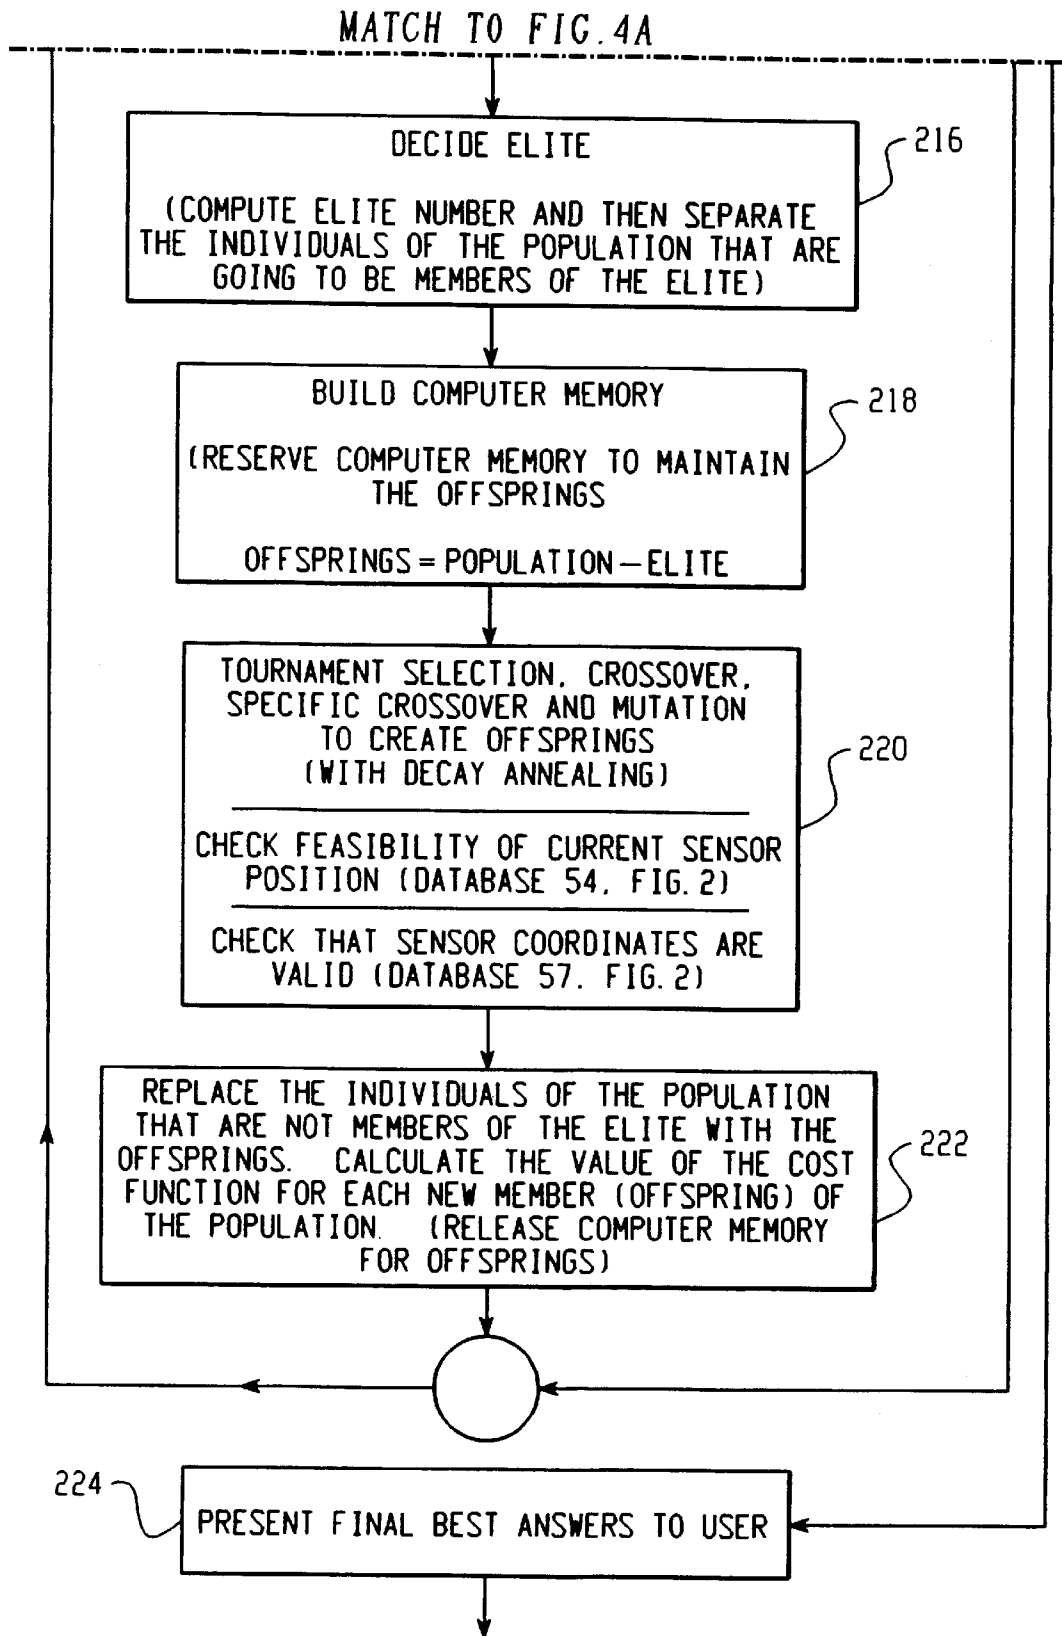 MATCH TO FIG.4A
DECIDE ELITE
216
(COMPUTE ELITE NUMBER AND THEN SEPARATE
THE INDIVIDUALS OF THE POPULATION THAT ARE
GOING TO BE MEMBERS OF THE ELITE)
BUILD COMPUTER MEMORY
218
(RESERVE COMPUTER MEMORY TO MAINTAIN
THE OFFSPRINGS
OFFSPRINGS = POPULATION - ELITE
TOURNAMENT SELECTION, CROSSOVER,
SPECIFIC CROSSOVER AND MUTATION
TO CREATE OFFSPRINGS
(WITH DECAY ANNEALING)
220
CHECK FEASIBILITY OF CURRENT SENSOR
POSITION (DATABASE 54, FIG.2)
CHECK THAT SENSOR COORDINATES ARE
VALID (DATABASE 57, FIG.2)
REPLACE THE INDIVIDUALS OF THE POPULATION
THAT ARE NOT MEMBERS OF THE ELITE WITH THE
OFFSPRINGS. CALCULATE THE VALUE OF THE COST
FUNCTION FOR EACH NEW MEMBER (OFFSPRING) OF
THE POPULATION. (RELEASE COMPUTER MEMORY
FOR OFFSPRINGS)
222
224
PRESENT FINAL BEST ANSWERS TO USER